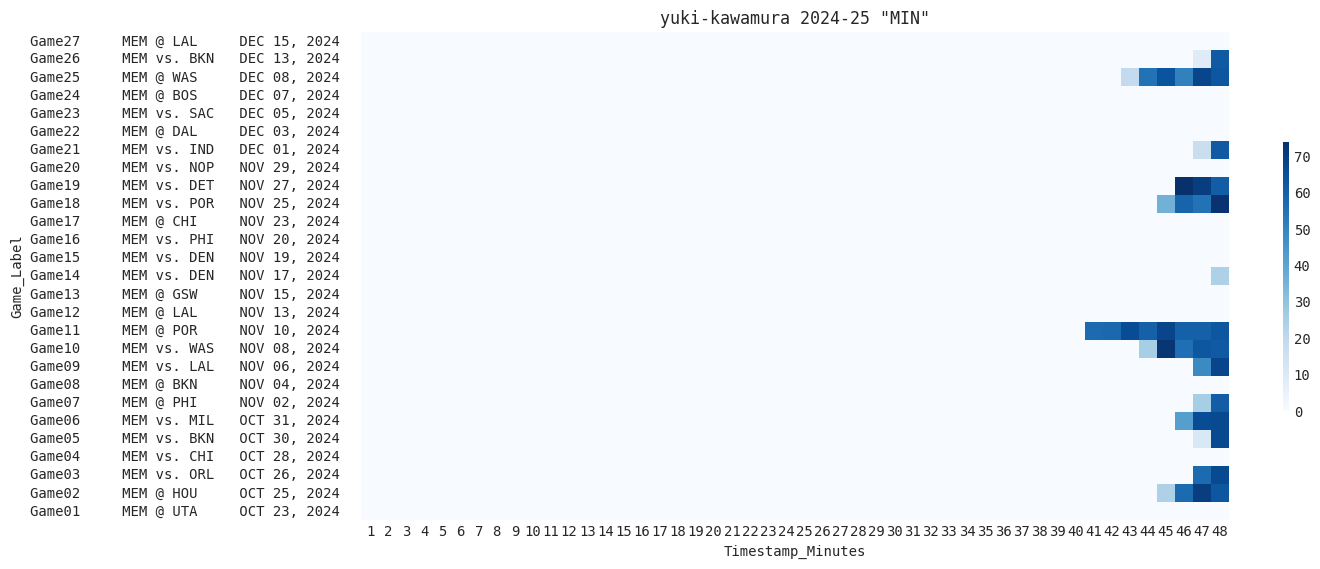 yuki-kawamura 2024-25 "MIN"
Game27 MEM @ LAL DEC 15, 2024
Game26 MEM vs. BKN DEC 13, 2024
Game25 MEM @ WAS DEC 08, 2024
Game24 MEM @ BOS DEC 07, 2024
Game23 MEM vs. SAC DEC 05, 2024
Game22 MEM @ DAL DEC 03, 2024
Game21 MEM vs. IND DEC 01, 2024
Game20 MEM vs. NOP NOV 29, 2024
Game19 MEM vs. DET NOV 27, 2024
Game18 MEM vs. POR NOV 25, 2024
Game17 MEM @ CHI NOV 23, 2024
Game16 MEM vs. PHI NOV 20, 2024
Game15 MEM vs. DEN NOV 19, 2024
Game14 MEM vs. DEN NOV 17, 2024
Game13 MEM @ GSW NOV 15, 2024
Game12 MEM @ LAL NOV 13, 2024
Game11 MEM @ POR NOV 10, 2024
Game10 MEM vs. WAS NOV 08, 2024
Game09 MEM vs. LAL NOV 06, 2024
Game08 MEM @ BKN NOV 04, 2024
Game07 MEM @ PHI NOV 02, 2024
Game06 MEM vs. MIL OCT 31, 2024
Game05 MEM vs. BKN OCT 30, 2024
Game04 MEM vs. CHI OCT 28, 2024
Game03 MEM vs. ORL OCT 26, 2024
Game02 MEM @ HOU OCT 25, 2024
Game01 MEM @ UTA OCT 23, 2024
Game_Label
1 2 3 4 5 6 7 8 9 10 11 12 13 14 15 16 17 18 19 20 21 22 23 24 25 26 27 28 29 30 31 32 33 34 35 36 37 38 39 40 41 42 43 44 45 46 47 48
Timestamp_Minutes
70
60
50
40
30
20
10
0